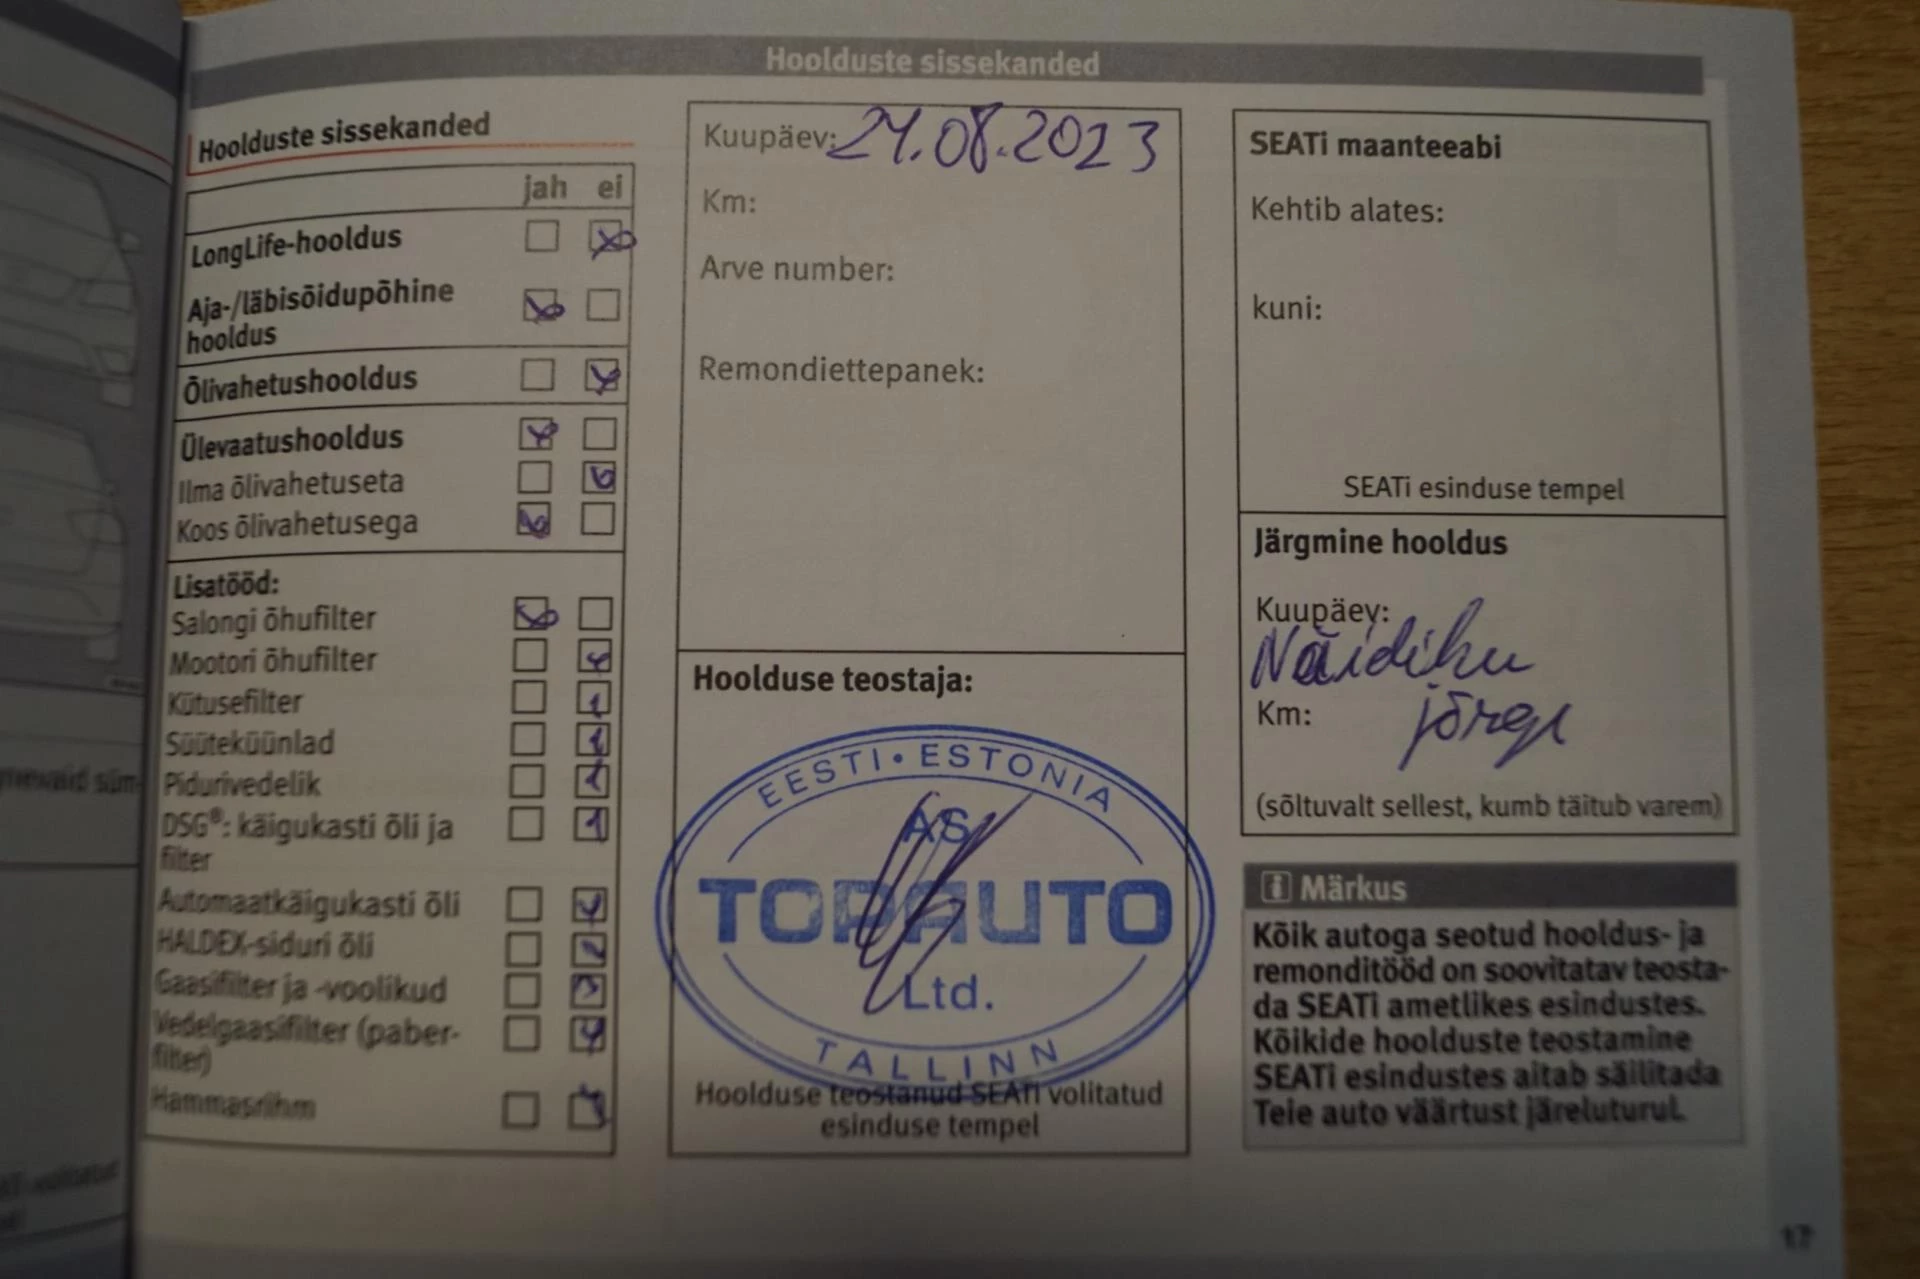 Hoolduste sissekanded
Hoolduste sissekanded
jah ei
LongLife-hooldus
Aja-/läbisõidupõhine
hooldus
Õlivahetushooldus
Ülevaatushooldus
Ilma õlivahetuseta
Koos õlivahetusega
Lisatööd:
Salongi õhufilter
Mootori õhufilter
Kütusefilter
Süüteküünlad
Pidurivedelik
DSG®: käigukasti õli ja
filter
Automaatkäigukasti õli
HALDEX-siduri õli
Gaasifilter ja -voolikud
Vedelgaasifilter (paber-
filter)
Hammasrihm
Kuupäev: 24.08.2023
Km:
Arve number:
Remondiettepanek:
Hoolduse teostaja:
EESTI • ESTONIA
AS
TOPAUTO
Ltd.
TALLINN
Hoolduse teostanud SEATi volitatud
esinduse tempel
SEATi maanteeabi
Kehtib alates:
kuni:
SEATi esinduse tempel
Järgmine hooldus
Kuupäev:
Näidiku
Km: järgi
(sõltuvalt sellest, kumb täitub varem)
i Märkus
Kõik autoga seotud hooldus- ja
remonditööd on soovitatav teosta-
da SEATi ametlikes esindustes.
Kõikide hoolduste teostamine
SEATi esindustes aitab säilitada
Teie auto väärtust järelturul.
17